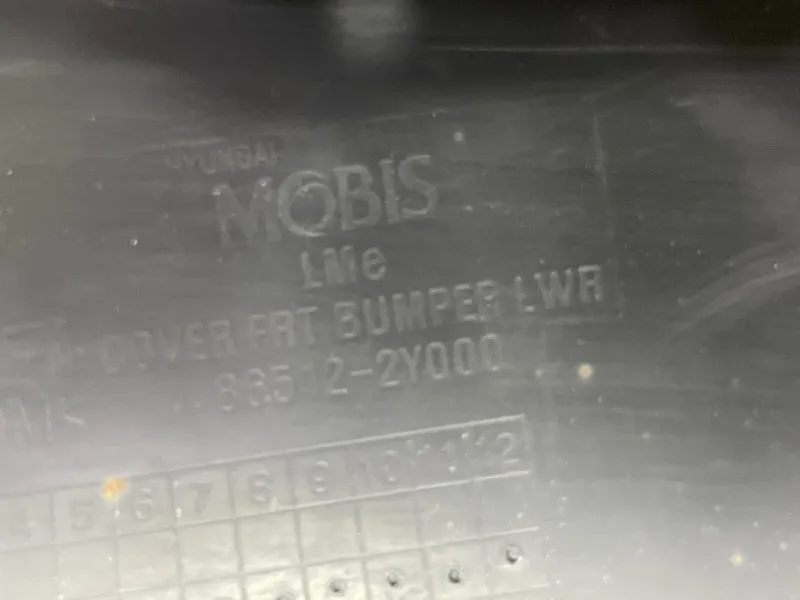 HYUNDAI
MOBIS
LMe
COVER FRT BUMPER LWR
86512-2Y000
4 5 6 7 8 9 10 11 12